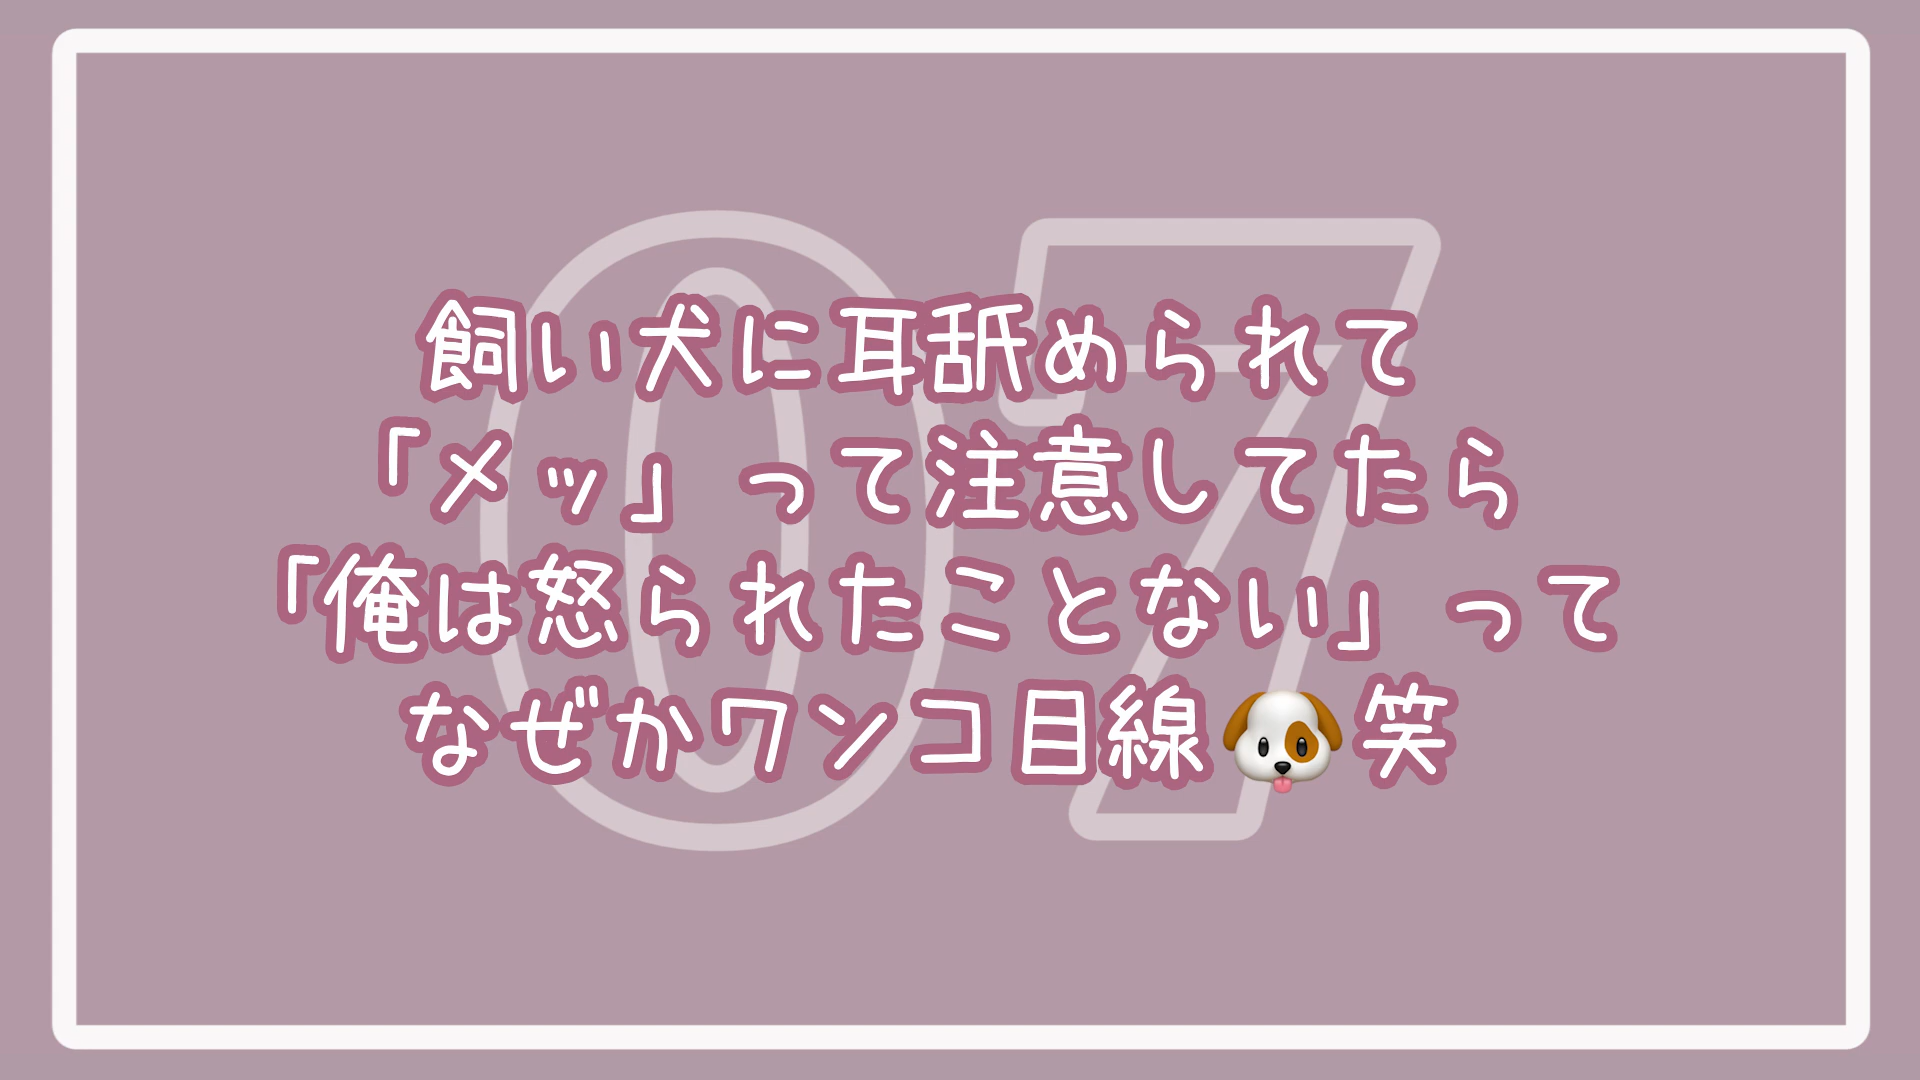 07
飼い犬に耳舐められて
「メッ」って注意してたら
「俺は怒られたことない」って
なぜかワンコ目線🐶笑